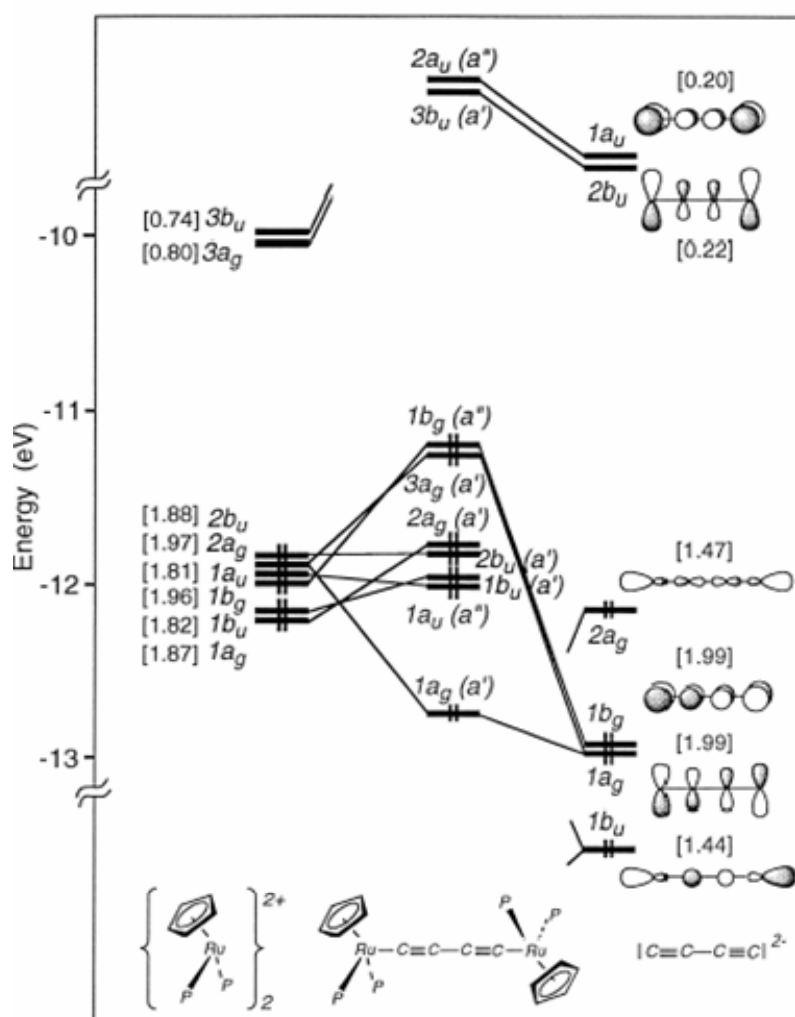 2a_u (a")
3b_u (a')
[0.20]
1a_u
2b_u
[0.22]
[0.74] 3b_u
[0.80] 3a_g
-10
-11
-12
-13
Energy (eV)
1b_g (a")
3a_g (a')
2a_g (a')
2b_u (a')
1b_u (a')
1a_u (a")
1a_g (a')
[1.88] 2b_u
[1.97] 2a_g
[1.81] 1a_u
[1.96] 1b_g
[1.82] 1b_u
[1.87] 1a_g
[1.47]
2a_g
[1.99]
1b_g
[1.99]
1a_g
1b_u
[1.44]
2+
Ru
P
P
2
Ru—C≡C—C≡C—Ru
P
P
P
P
|C≡C—C≡C| 2-